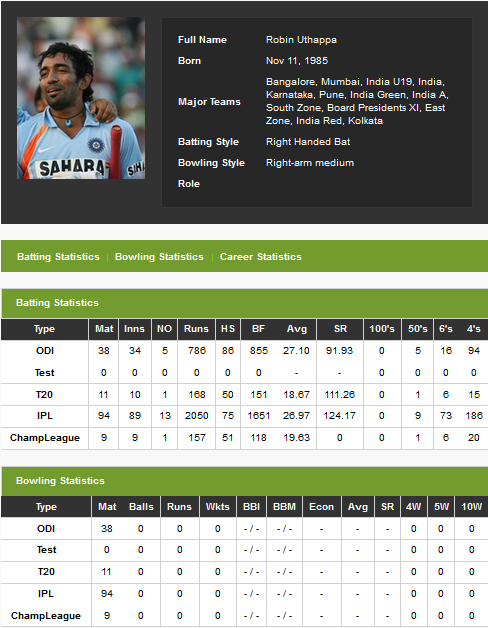 Full Name Robin Uthappa
Born Nov 11, 1985
Major Teams Bangalore, Mumbai, India U19, India,
Karnataka, Pune, India Green, India A,
South Zone, Board Presidents XI, East
Zone, India Red, Kolkata
Batting Style Right Handed Bat
Bowling Style Right-arm medium
Role
SAHARA
SAH
Batting Statistics | Bowling Statistics | Career Statistics
Batting Statistics
Type Mat Inns NO Runs HS BF Avg SR 100's 50's 6's 4's
ODI 38 34 5 786 86 855 27.10 91.93 0 5 16 94
Test 0 0 0 0 0 0 - - 0 0 0 0
T20 11 10 1 168 50 151 18.67 111.26 0 1 6 15
IPL 94 89 13 2050 75 1651 26.97 124.17 0 9 73 186
ChampLeague 9 9 1 157 51 118 19.63 0 0 1 6 20
Bowling Statistics
Type Mat Balls Runs Wkts BBI BBM Econ Avg SR 4W 5W 10W
ODI 38 0 0 0 - / - - / - - - - 0 0 0
Test 0 0 0 0 - / - - / - - - - 0 0 0
T20 11 0 0 0 - / - - / - - - - 0 0 0
IPL 94 0 0 0 - / - - / - - - - 0 0 0
ChampLeague 9 0 0 0 - / - - / - - - - 0 0 0